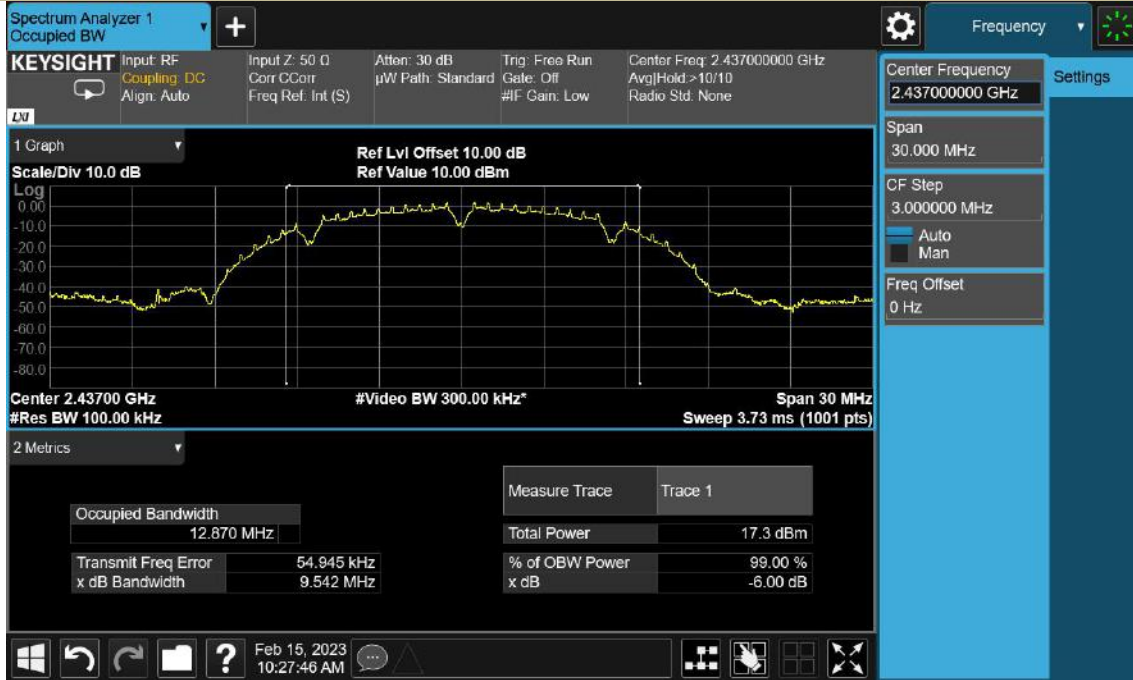 Spectrum Analyzer 1
Occupied BW
Frequency
KEYSIGHT
LXI
Input: RF
Coupling: DC
Align: Auto
Input Z: 50 Ω
Corr CCorr
Freq Ref: Int (S)
Atten: 30 dB
µW Path: Standard
Trig: Free Run
Gate: Off
#IF Gain: Low
Center Freq: 2.437000000 GHz
Avg|Hold:>10/10
Radio Std: None
Center Frequency
2.437000000 GHz
Settings
Span
30.000 MHz
CF Step
3.000000 MHz
Auto
Man
Freq Offset
0 Hz
1 Graph
Scale/Div 10.0 dB
Ref Lvl Offset 10.00 dB
Ref Value 10.00 dBm
Log
0.00
-10.0
-20.0
-30.0
-40.0
-50.0
-60.0
-70.0
-80.0
Center 2.43700 GHz
#Video BW 300.00 kHz*
Span 30 MHz
#Res BW 100.00 kHz
Sweep 3.73 ms (1001 pts)
2 Metrics
Measure Trace Trace 1
Occupied Bandwidth
12.870 MHz
Total Power 17.3 dBm
Transmit Freq Error 54.945 kHz
% of OBW Power 99.00 %
x dB Bandwidth 9.542 MHz
x dB -6.00 dB
?
Feb 15, 2023
10:27:46 AM